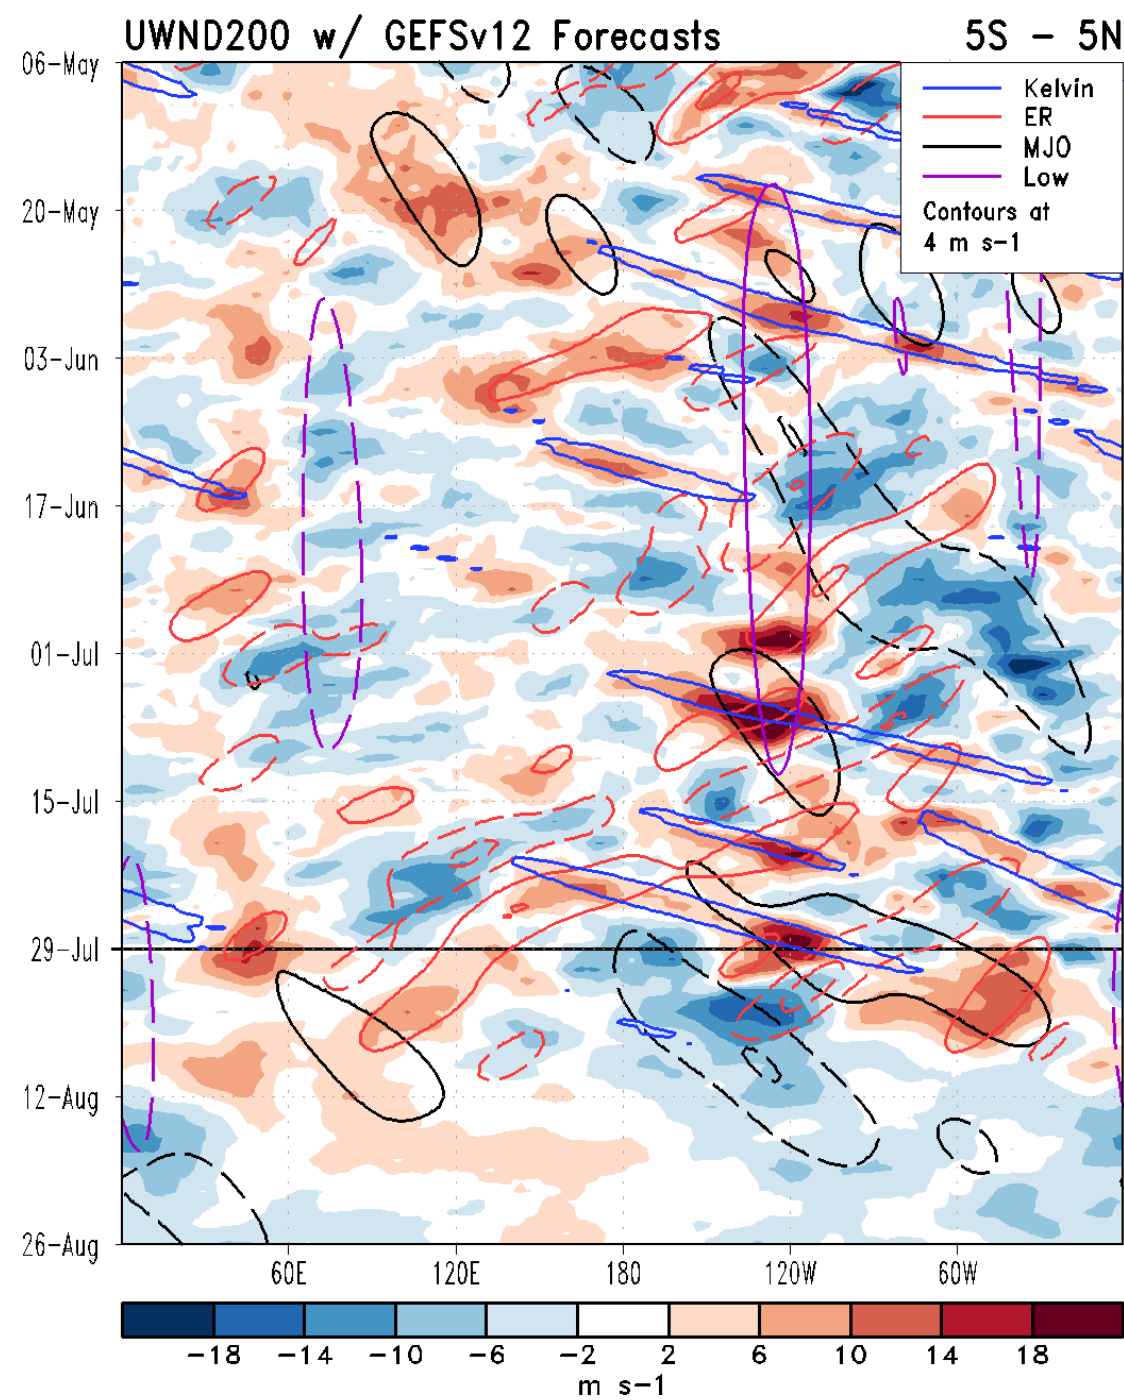 UWND200 w/ GEFSv12 Forecasts 5S − 5N
06−May
Kelvin
ER
MJO
Low
Contours at
4 m s−1
20−May
03−Jun
17−Jun
01−Jul
15−Jul
29−Jul
12−Aug
26−Aug
60E 120E 180 120W 60W
−18 −14 −10 −6 −2 2 6 10 14 18
m s−1